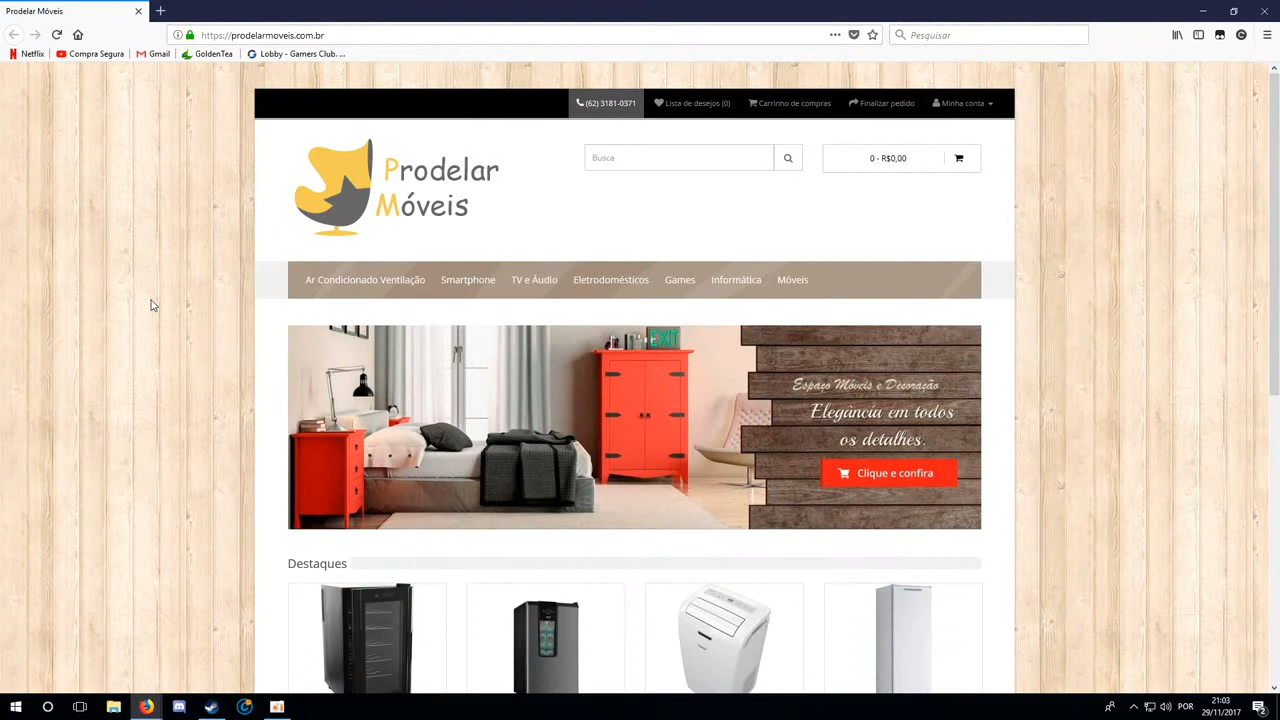 Prodelar Móveis
https://prodelarmoveis.com.br
Pesquisar
Netflix
Compra Segura
Gmail
GoldenTea
Lobby - Gamers Club. ...
(62) 3181-0371
Lista de desejos (0)
Carrinho de compras
Finalizar pedido
Minha conta
Prodelar
Móveis
Busca
0 - R$0,00
Ar Condicionado Ventilação
Smartphone
TV e Áudio
Eletrodomésticos
Games
Informática
Móveis
EXIT
Espaço Móveis e Decoração
Elegância em todos
os detalhes.
Clique e confira
Destaques
POR
21:03
29/11/2017
2